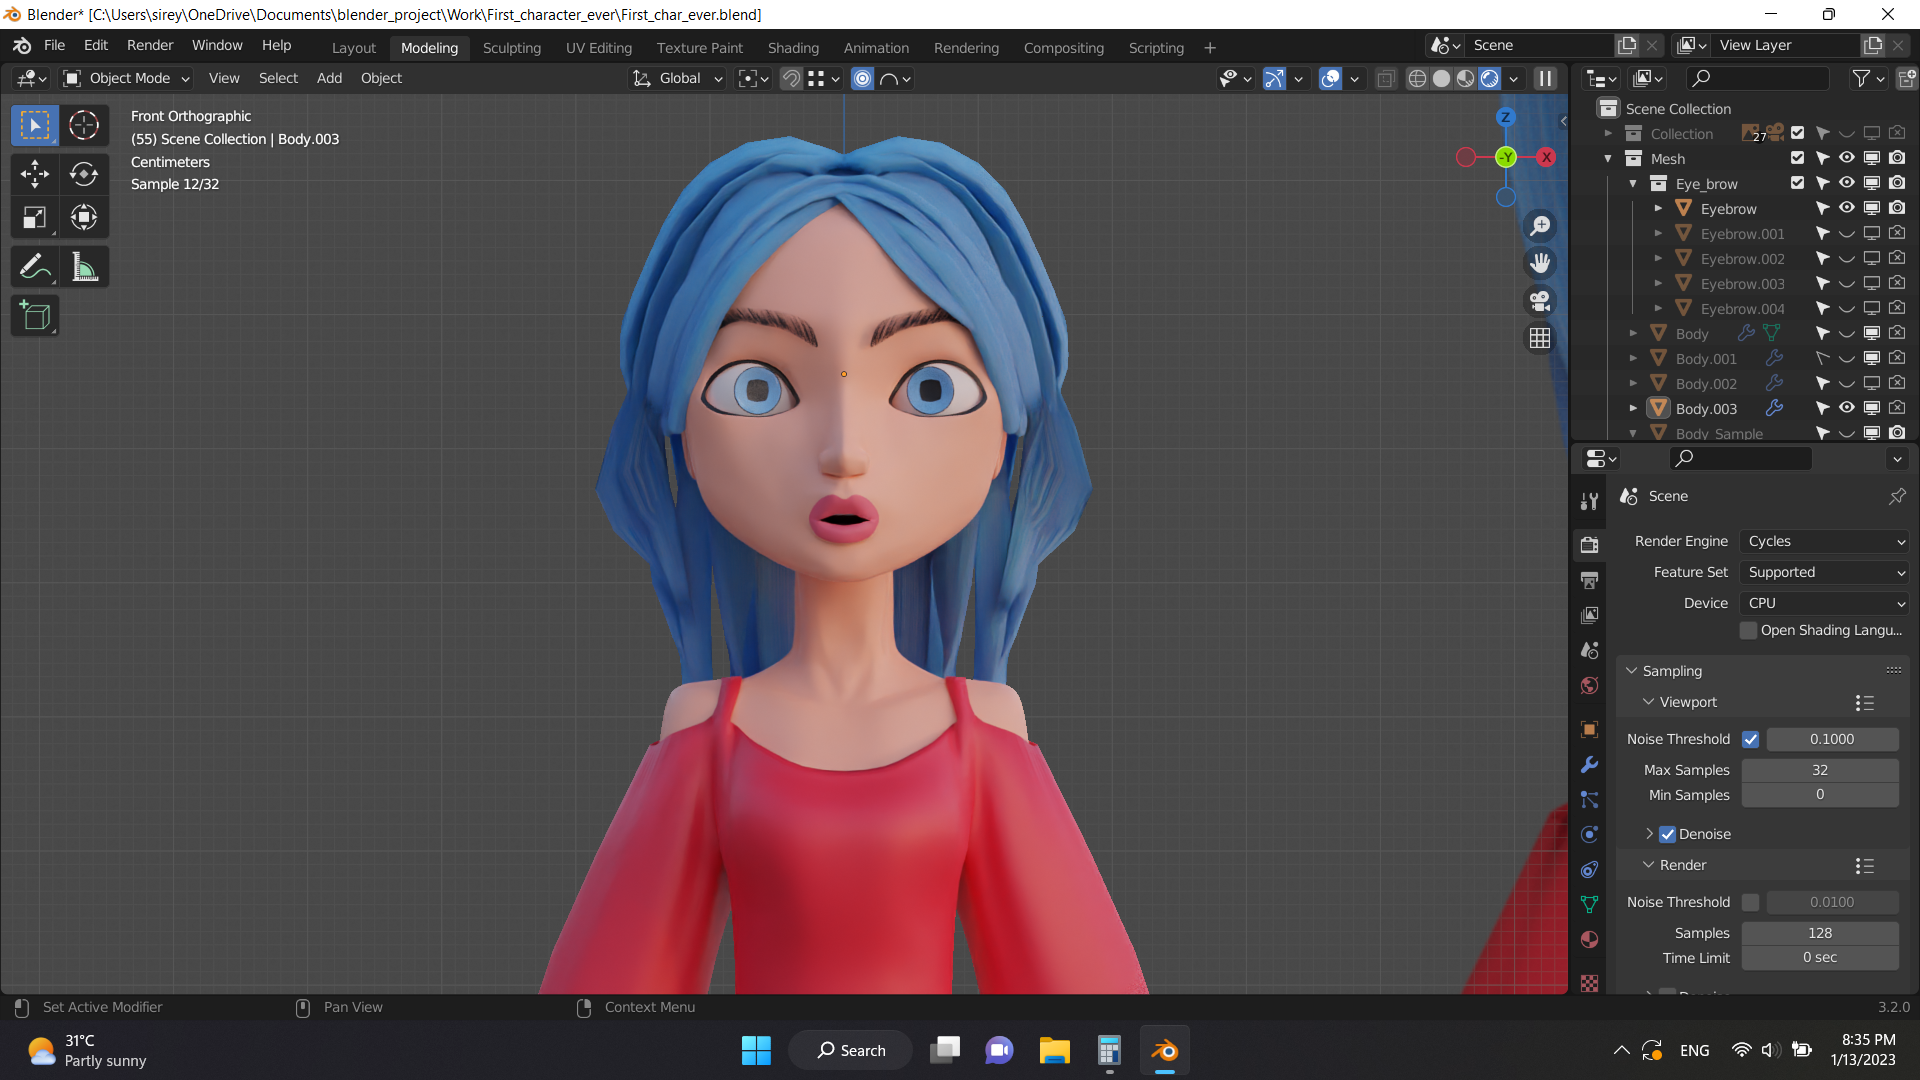 Blender* [C:\Users\sirey\OneDrive\Documents\blender_project\Work\First_character_ever\First_char_ever.blend]
File Edit Render Window Help
Layout Modeling Sculpting UV Editing Texture Paint Shading Animation Rendering Compositing Scripting +
Scene
View Layer
Object Mode View Select Add Object
Global
Front Orthographic
(55) Scene Collection | Body.003
Centimeters
Sample 12/32
Z
-Y
X
Scene Collection
Collection 27
Mesh
Eye_brow
Eyebrow
Eyebrow.001
Eyebrow.002
Eyebrow.003
Eyebrow.004
Body
Body.001
Body.002
Body.003
Body_Sample
Scene
Render Engine Cycles
Feature Set Supported
Device CPU
Open Shading Langu...
Sampling
Viewport
Noise Threshold 0.1000
Max Samples 32
Min Samples 0
Denoise
Render
Noise Threshold 0.0100
Samples 128
Time Limit 0 sec
Set Active Modifier
Pan View
Context Menu
3.2.0
31°C
Partly sunny
Search
ENG
8:35 PM
1/13/2023